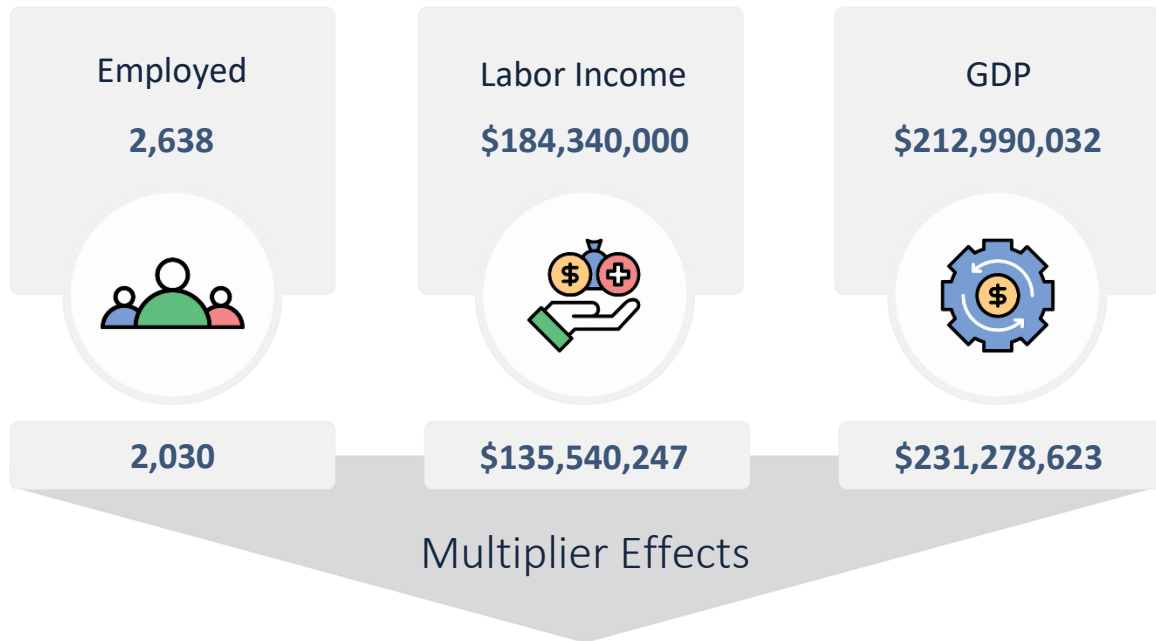 Employed
2,638
Labor Income
$184,340,000
GDP
$212,990,032
$
$
2,030
$135,540,247
$231,278,623
Multiplier Effects